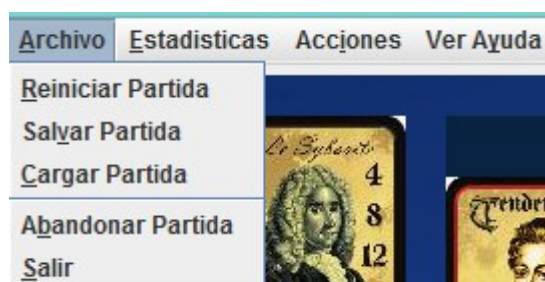 Archivo Estadisticas Acciones Ver Ayuda
Reiniciar Partida
Salvar Partida
Cargar Partida
Abandonar Partida
Salir
Le Sybarite
4
8
12